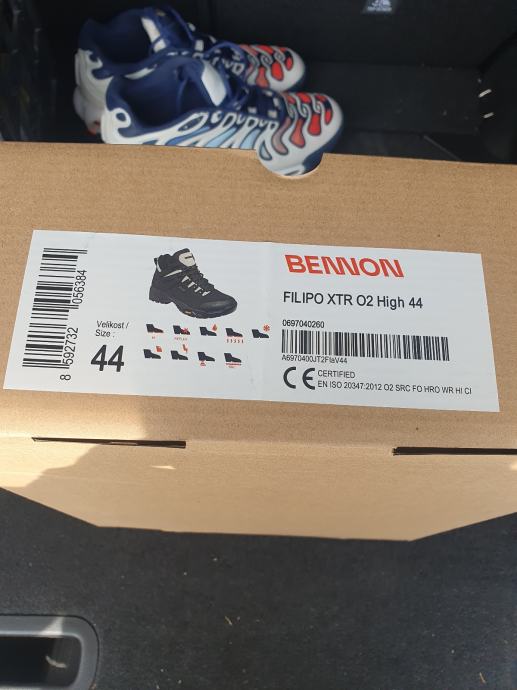 BENNON
FILIPO XTR O2 High 44
0697040260
A6970400JT2FlaV44
CE CERTIFIED
EN ISO 20347:2012 O2 SRC FO HRO WR HI CI
Velikost /
Size :
44
8 592732 056384